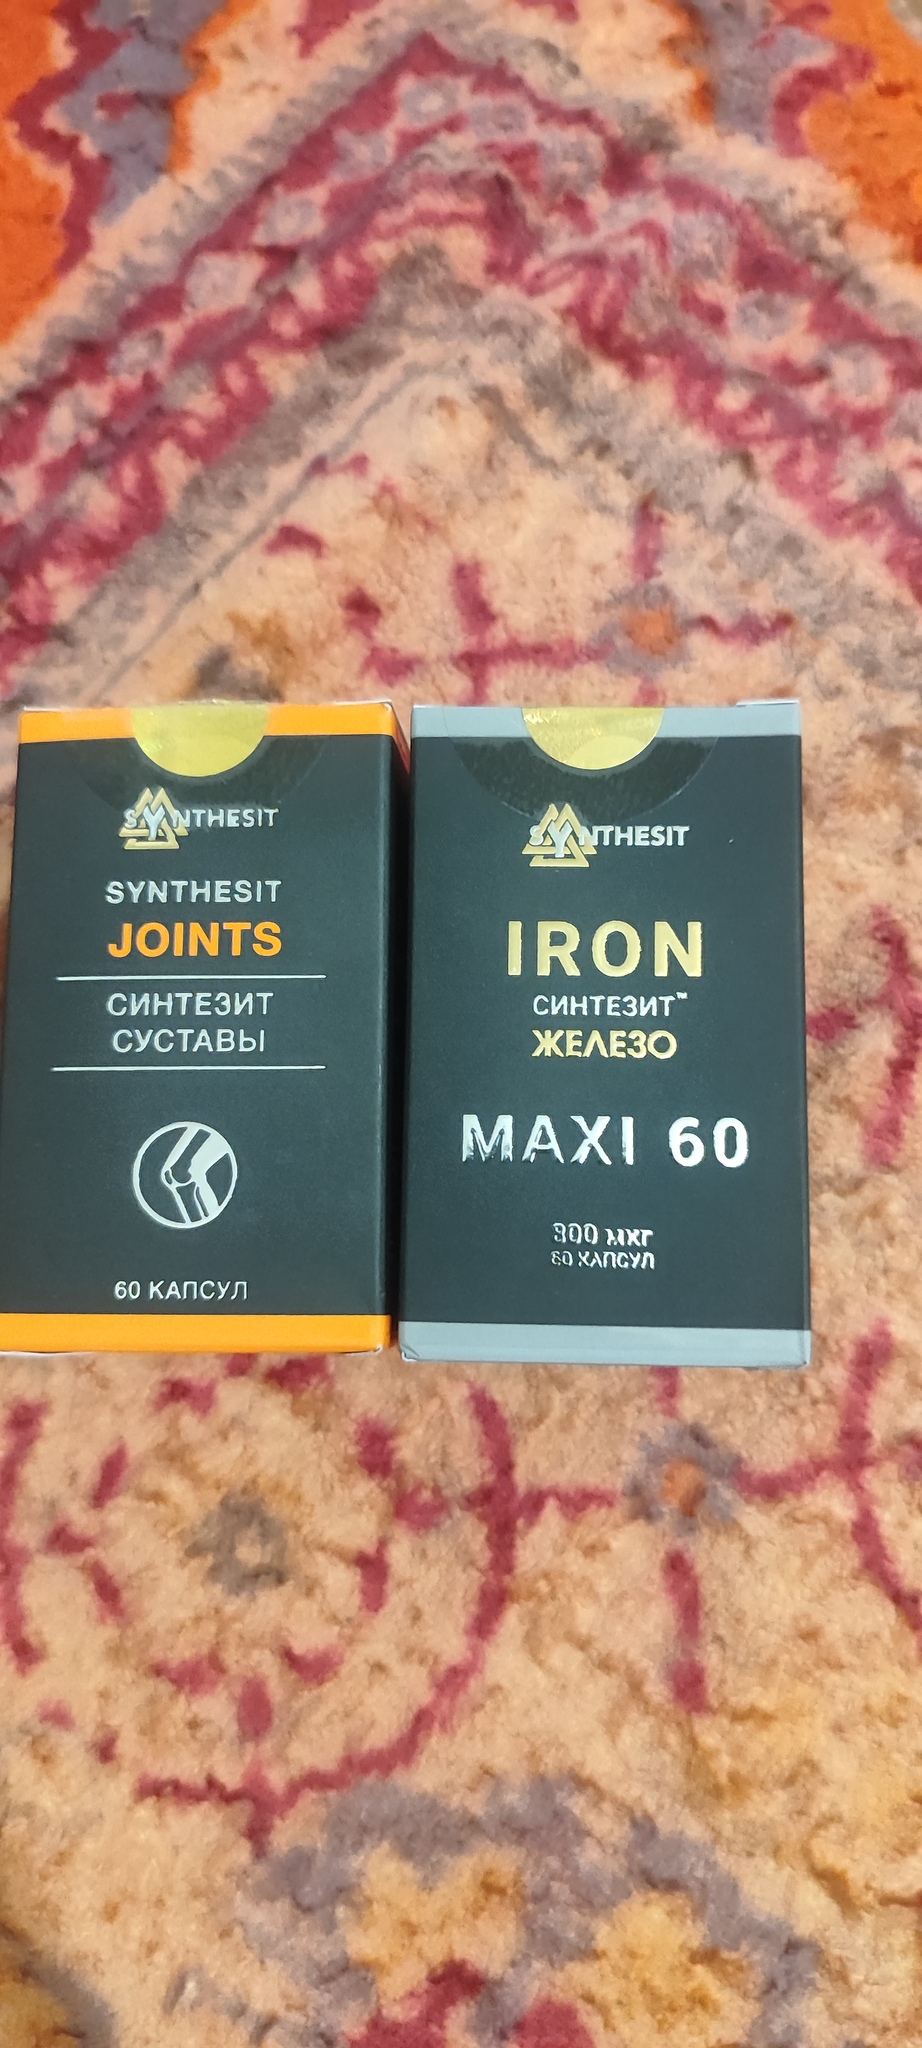 SYNTHESIT
SYNTHESIT
JOINTS
СИНТЕЗИТ
СУСТАВЫ
60 КАПСУЛ
SYNTHESIT
IRON
СИНТЕЗИТ™
ЖЕЛЕЗО
MAXI 60
300 мкг
60 КАПСУЛ